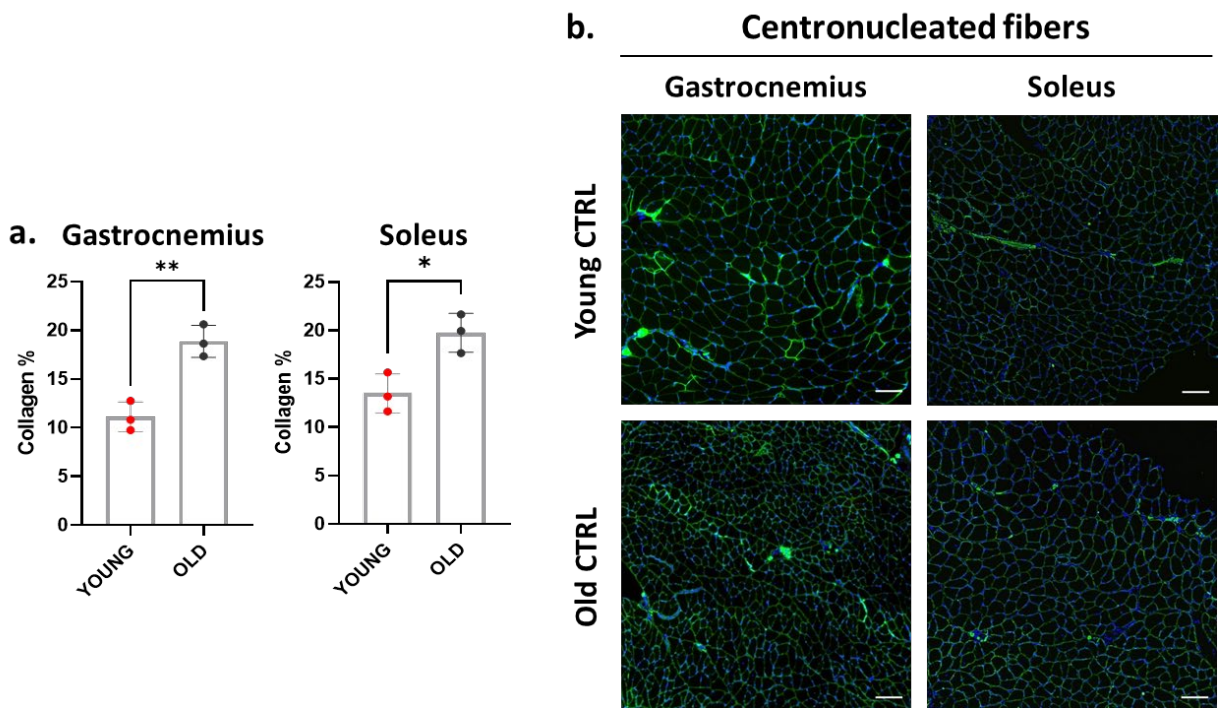 a.
Gastrocnemius
**
Collagen %
25
20
15
10
5
0
YOUNG
OLD
Soleus
*
Collagen %
25
20
15
10
5
0
YOUNG
OLD
b.
Centronucleated fibers
Gastrocnemius
Soleus
Young CTRL
Old CTRL